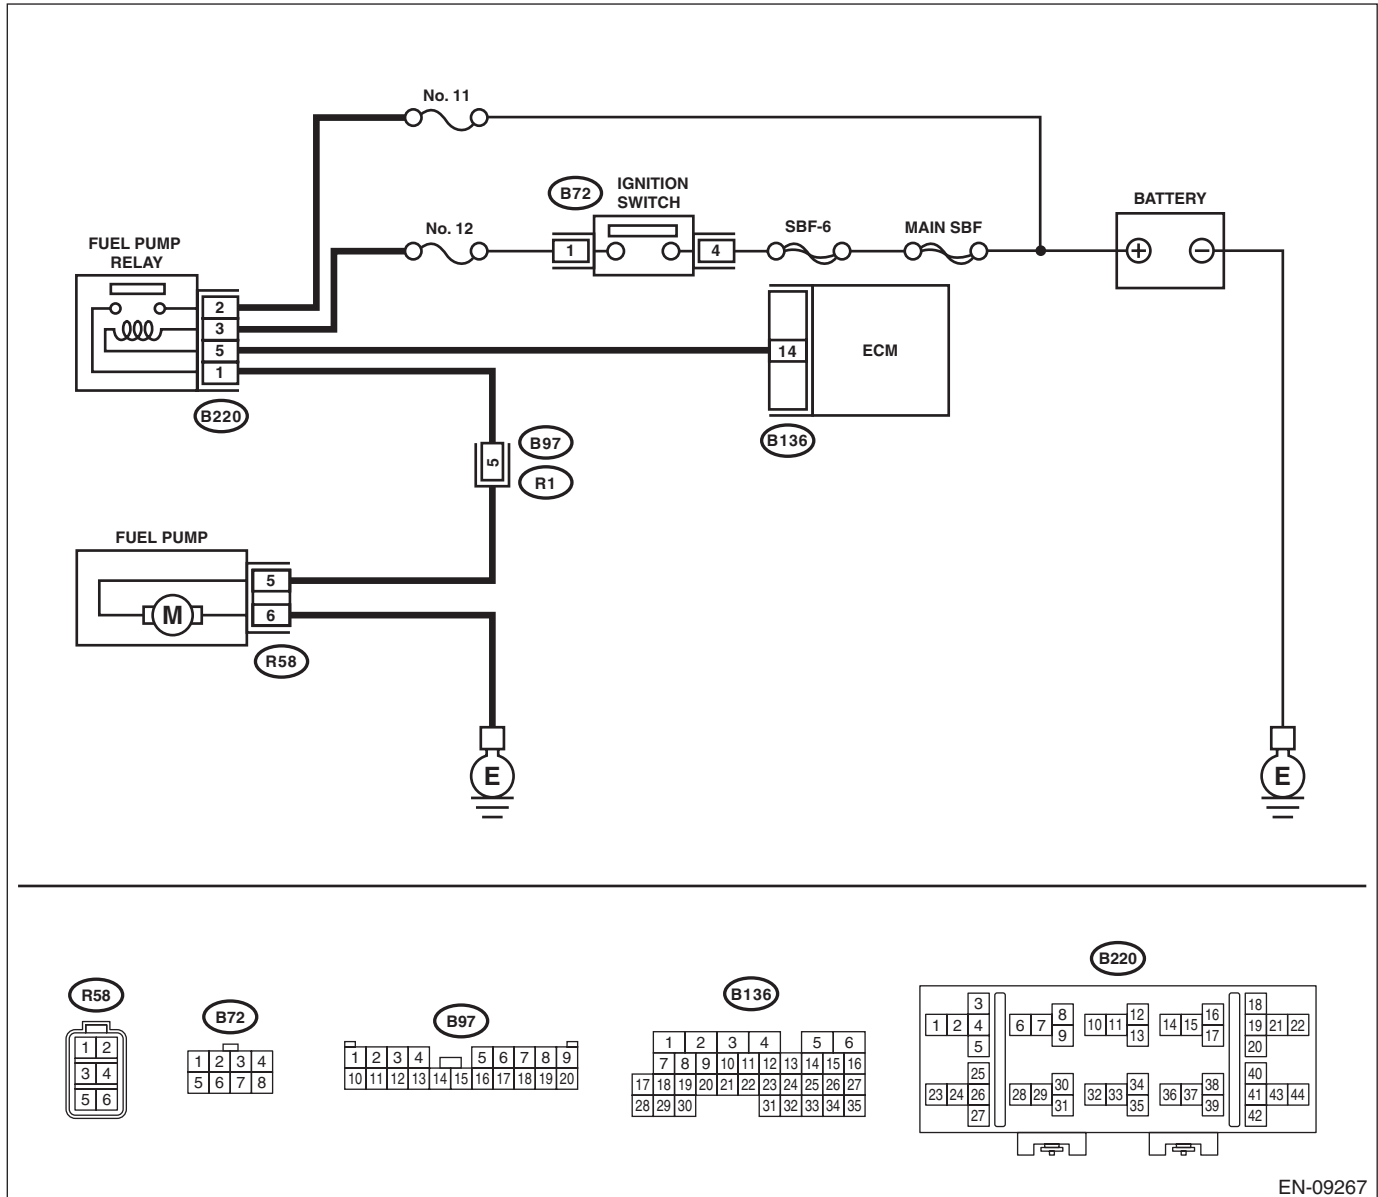 No. 11
B72
IGNITION
SWITCH
No. 12
1
4
SBF-6
MAIN SBF
BATTERY
+
−
FUEL PUMP
RELAY
2
3
5
1
B220
14
ECM
B136
5
B97
R1
FUEL PUMP
M
5
6
R58
E
E
R58
1 2
3 4
5 6
B72
1 2 3 4
5 6 7 8
B97
1 2 3 4 5 6 7 8 9
10 11 12 13 14 15 16 17 18 19 20
B136
1 2 3 4 5 6
7 8 9 10 11 12 13 14 15 16
17 18 19 20 21 22 23 24 25 26 27
28 29 30 31 32 33 34 35
B220
3 8 12 16 18
1 2 4 6 7 10 11 14 15 19 21 22
5 9 13 17 20
25 30 34 38 40
23 24 26 28 29 32 33 36 37 41 43 44
27 31 35 39 42
EN-09267